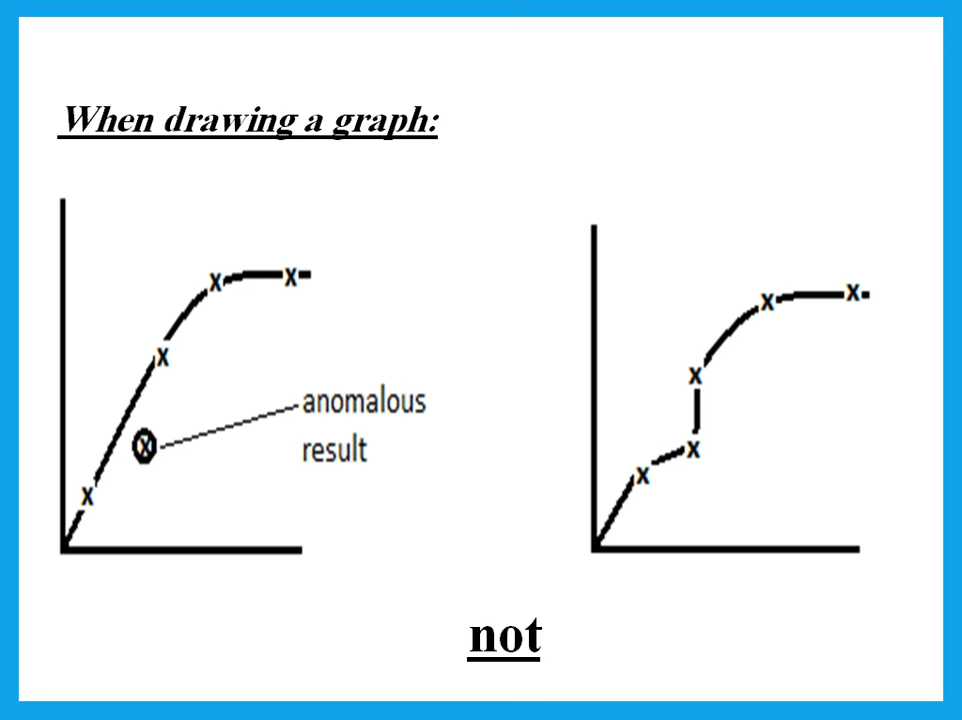 When drawing a graph:
x x
x
anomalous
result
x
x
x x
x
x
x
not